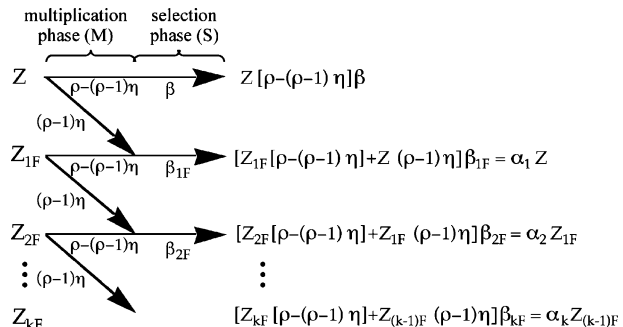 multiplication phase (M)
selection phase (S)
Z ρ–(ρ–1)η β Z [ρ–(ρ–1) η]β
(ρ–1)η
Z1F ρ–(ρ–1)η β1F [Z1F[ρ–(ρ–1) η]+Z (ρ–1)η]β1F = α1 Z
(ρ–1)η
Z2F ρ–(ρ–1)η β2F [Z2F[ρ–(ρ–1) η]+Z1F (ρ–1)η]β2F = α2 Z1F
(ρ–1)η
ZkF [ZkF [ρ–(ρ–1) η]+Z(k-1)F (ρ–1)η]βkF = αk Z(k-1)F